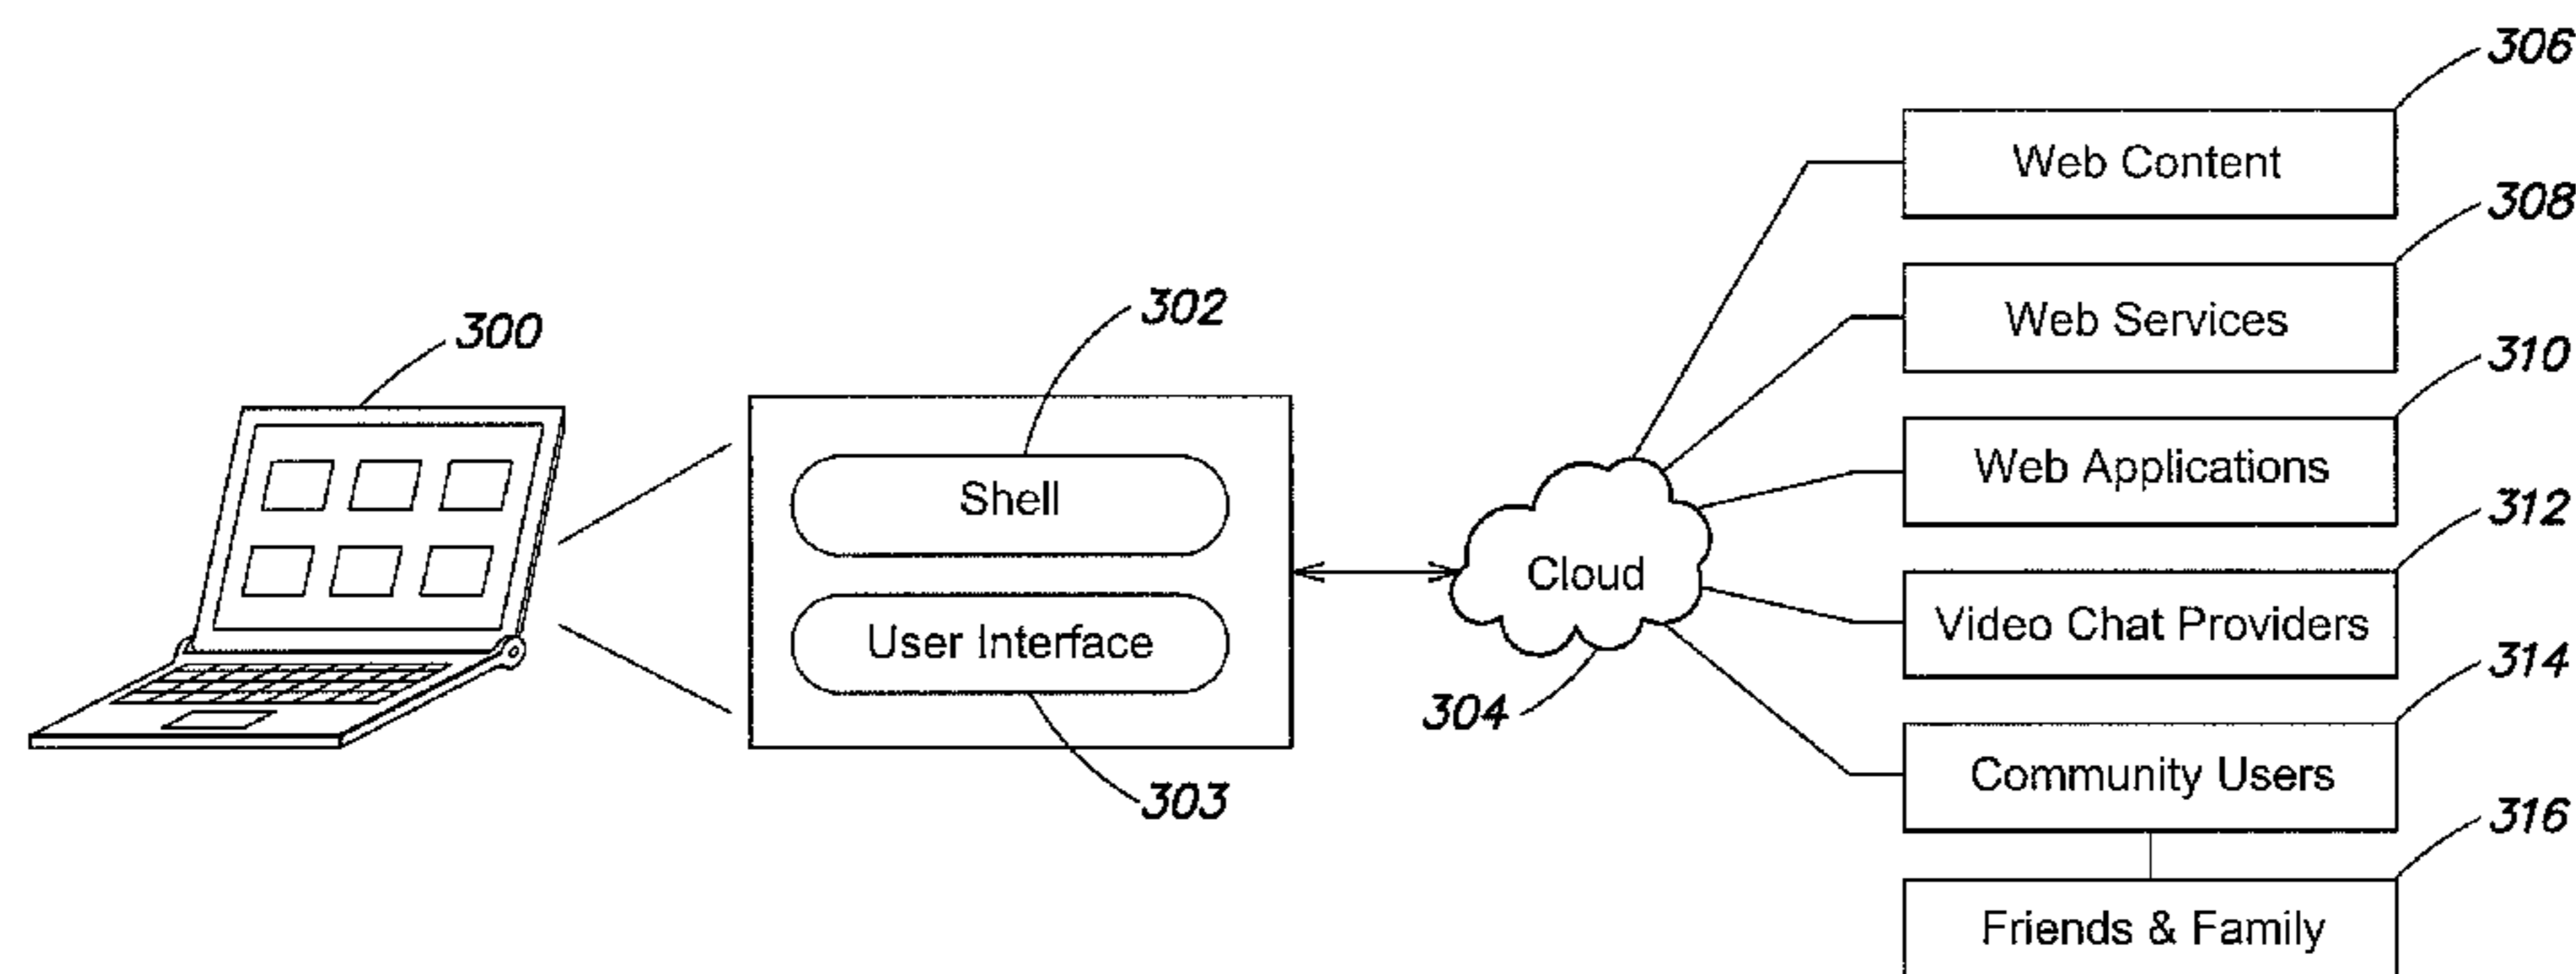 306
Web Content
308
Web Services
302
300
310
Shell
Web Applications
312
Cloud
Video Chat Providers
User Interface
314
304
Community Users
303
316
Friends & Family